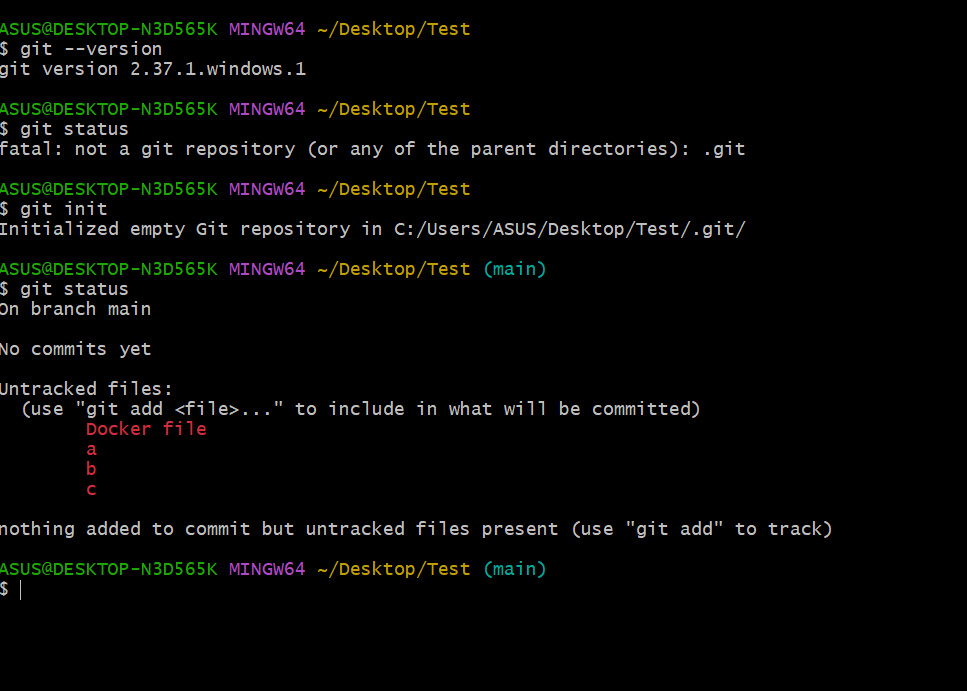 ASUS@DESKTOP-N3D565K MINGW64 ~/Desktop/Test
$ git --version
git version 2.37.1.windows.1
ASUS@DESKTOP-N3D565K MINGW64 ~/Desktop/Test
$ git status
fatal: not a git repository (or any of the parent directories): .git
ASUS@DESKTOP-N3D565K MINGW64 ~/Desktop/Test
$ git init
Initialized empty Git repository in C:/Users/ASUS/Desktop/Test/.git/
ASUS@DESKTOP-N3D565K MINGW64 ~/Desktop/Test (main)
$ git status
On branch main
No commits yet
Untracked files:
(use "git add <file>..." to include in what will be committed)
Docker file
a
b
c
nothing added to commit but untracked files present (use "git add" to track)
ASUS@DESKTOP-N3D565K MINGW64 ~/Desktop/Test (main)
$